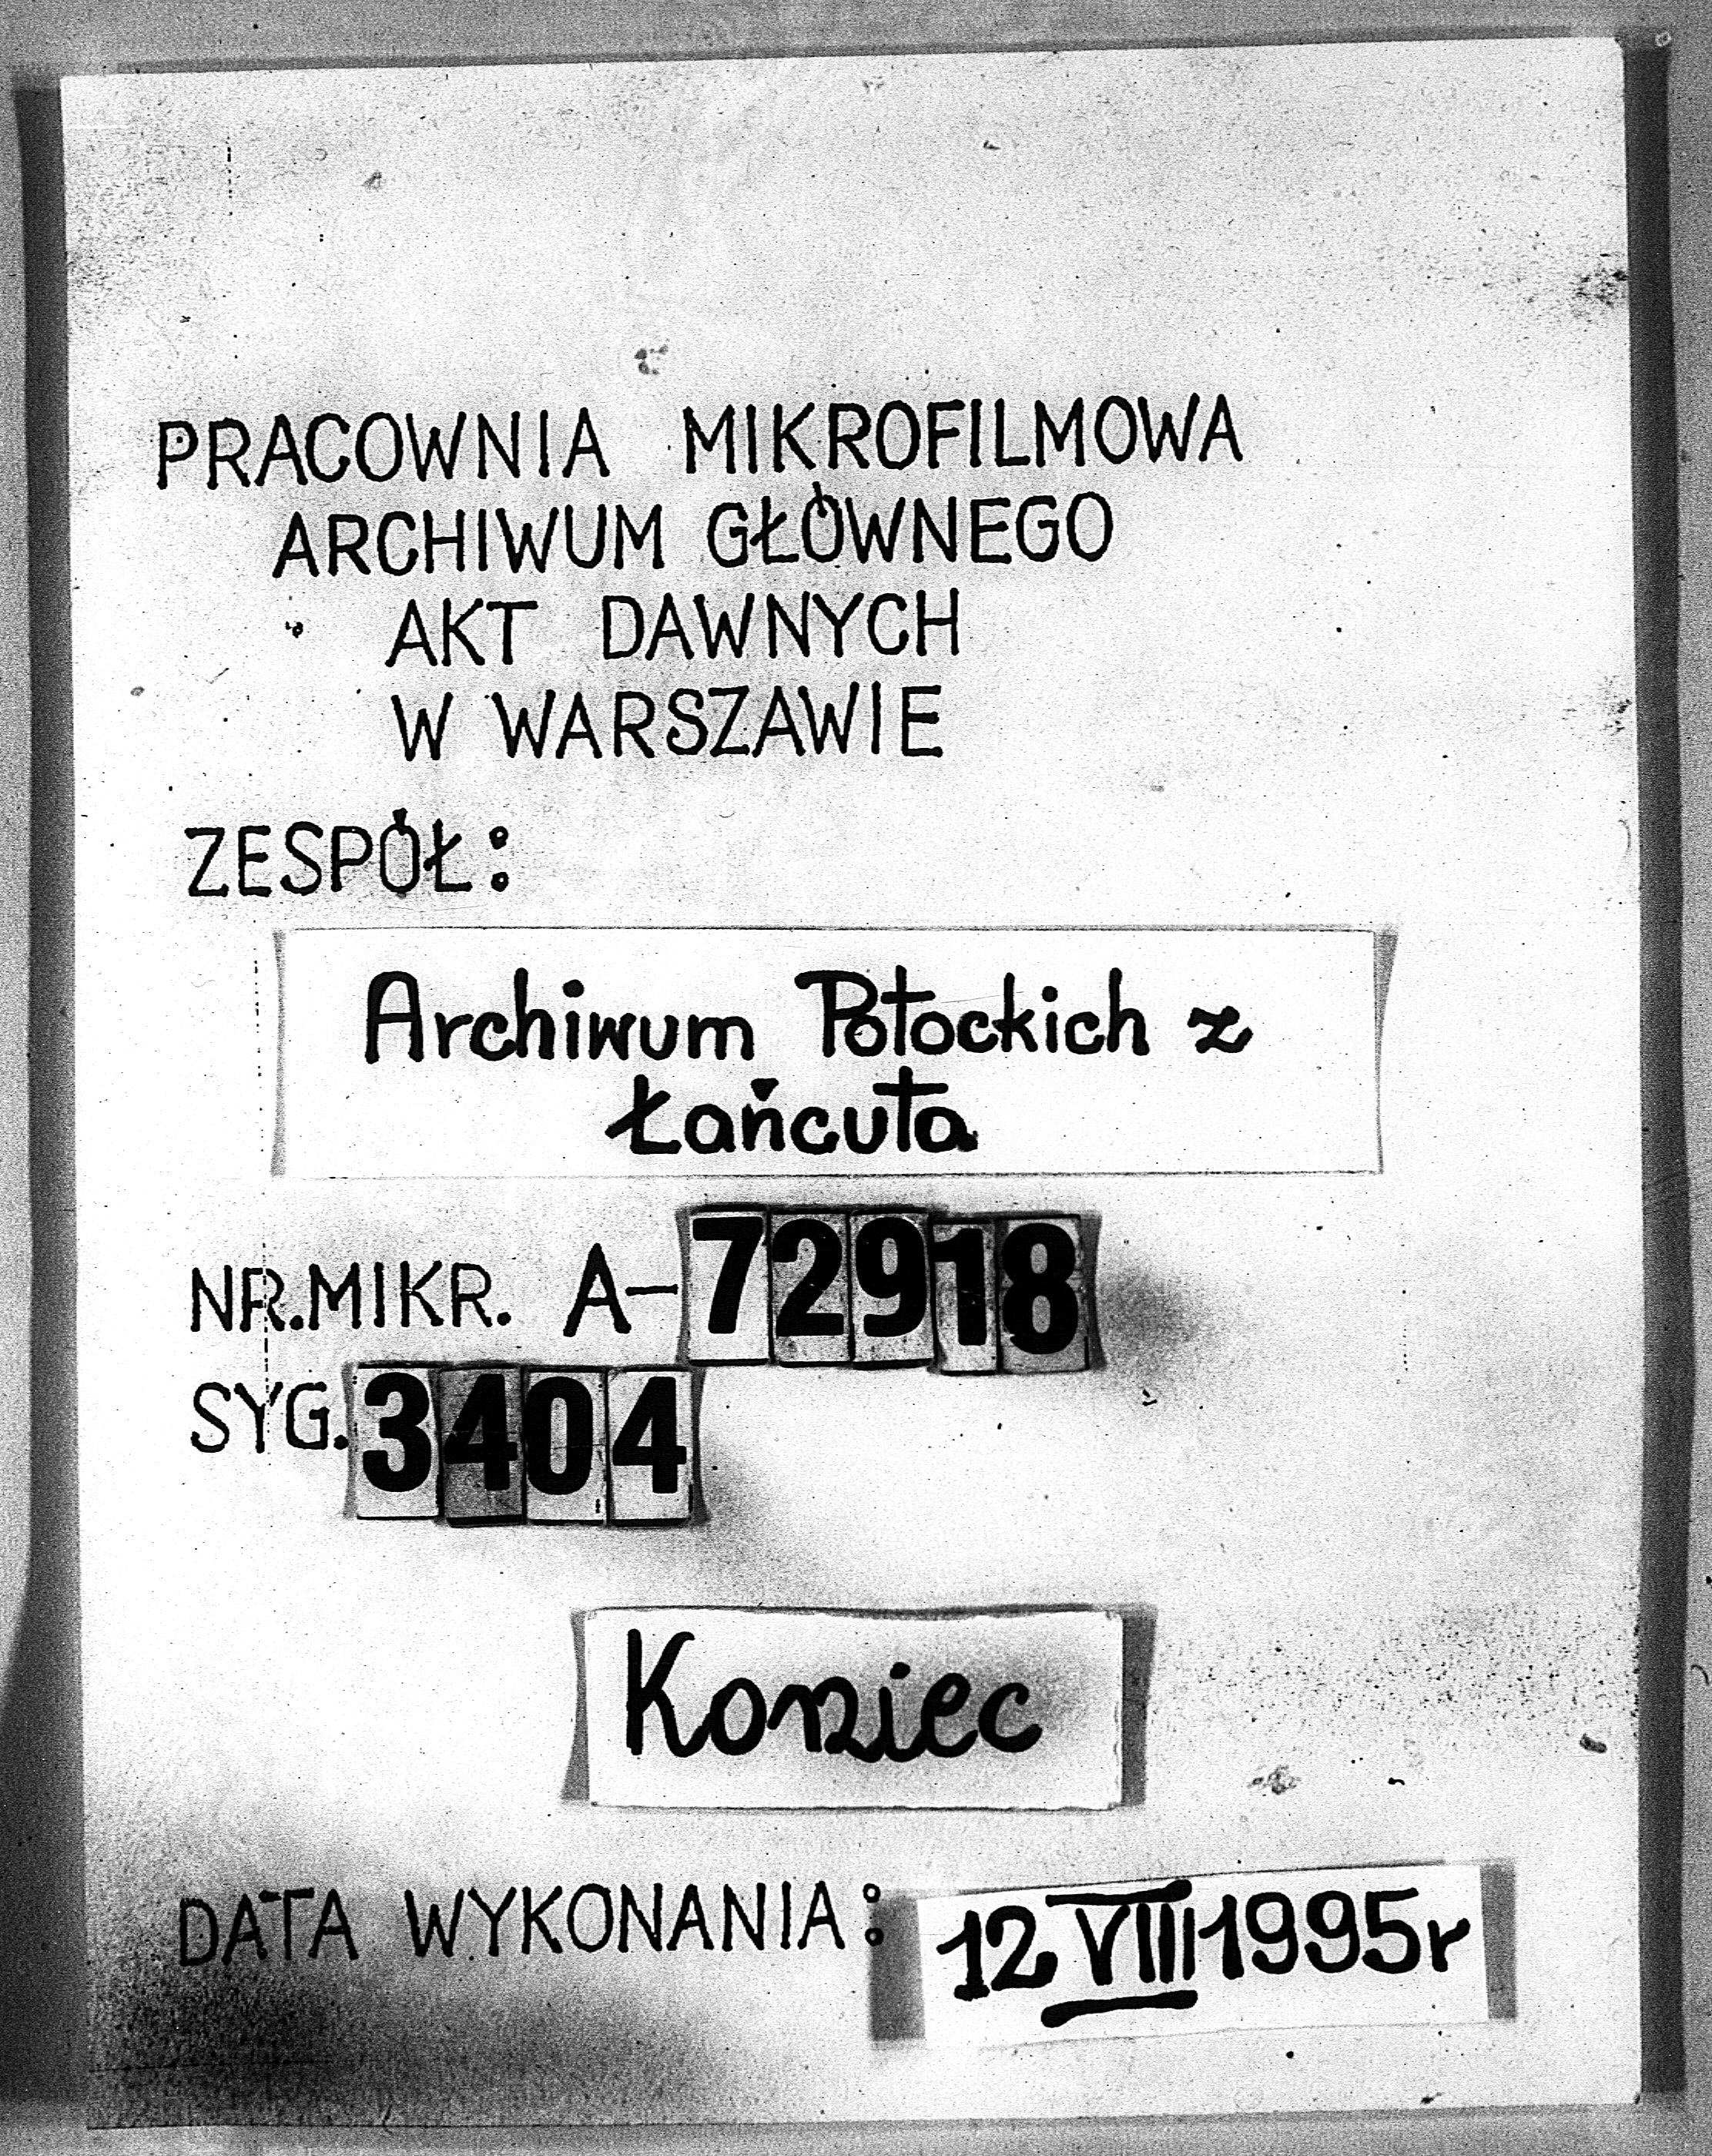 PRACOWNIA MIKROFILMOWA
ARCHIWUM GŁÓWNEGO
AKT DAWNYCH
W WARSZAWIE
ZESPÓŁ:
Archiwum Potockich z
Łańcuta
NR.MIKR. A-72918
SYG. 3404
Koniec
DATA WYKONANIA: 12 VIII 1995r